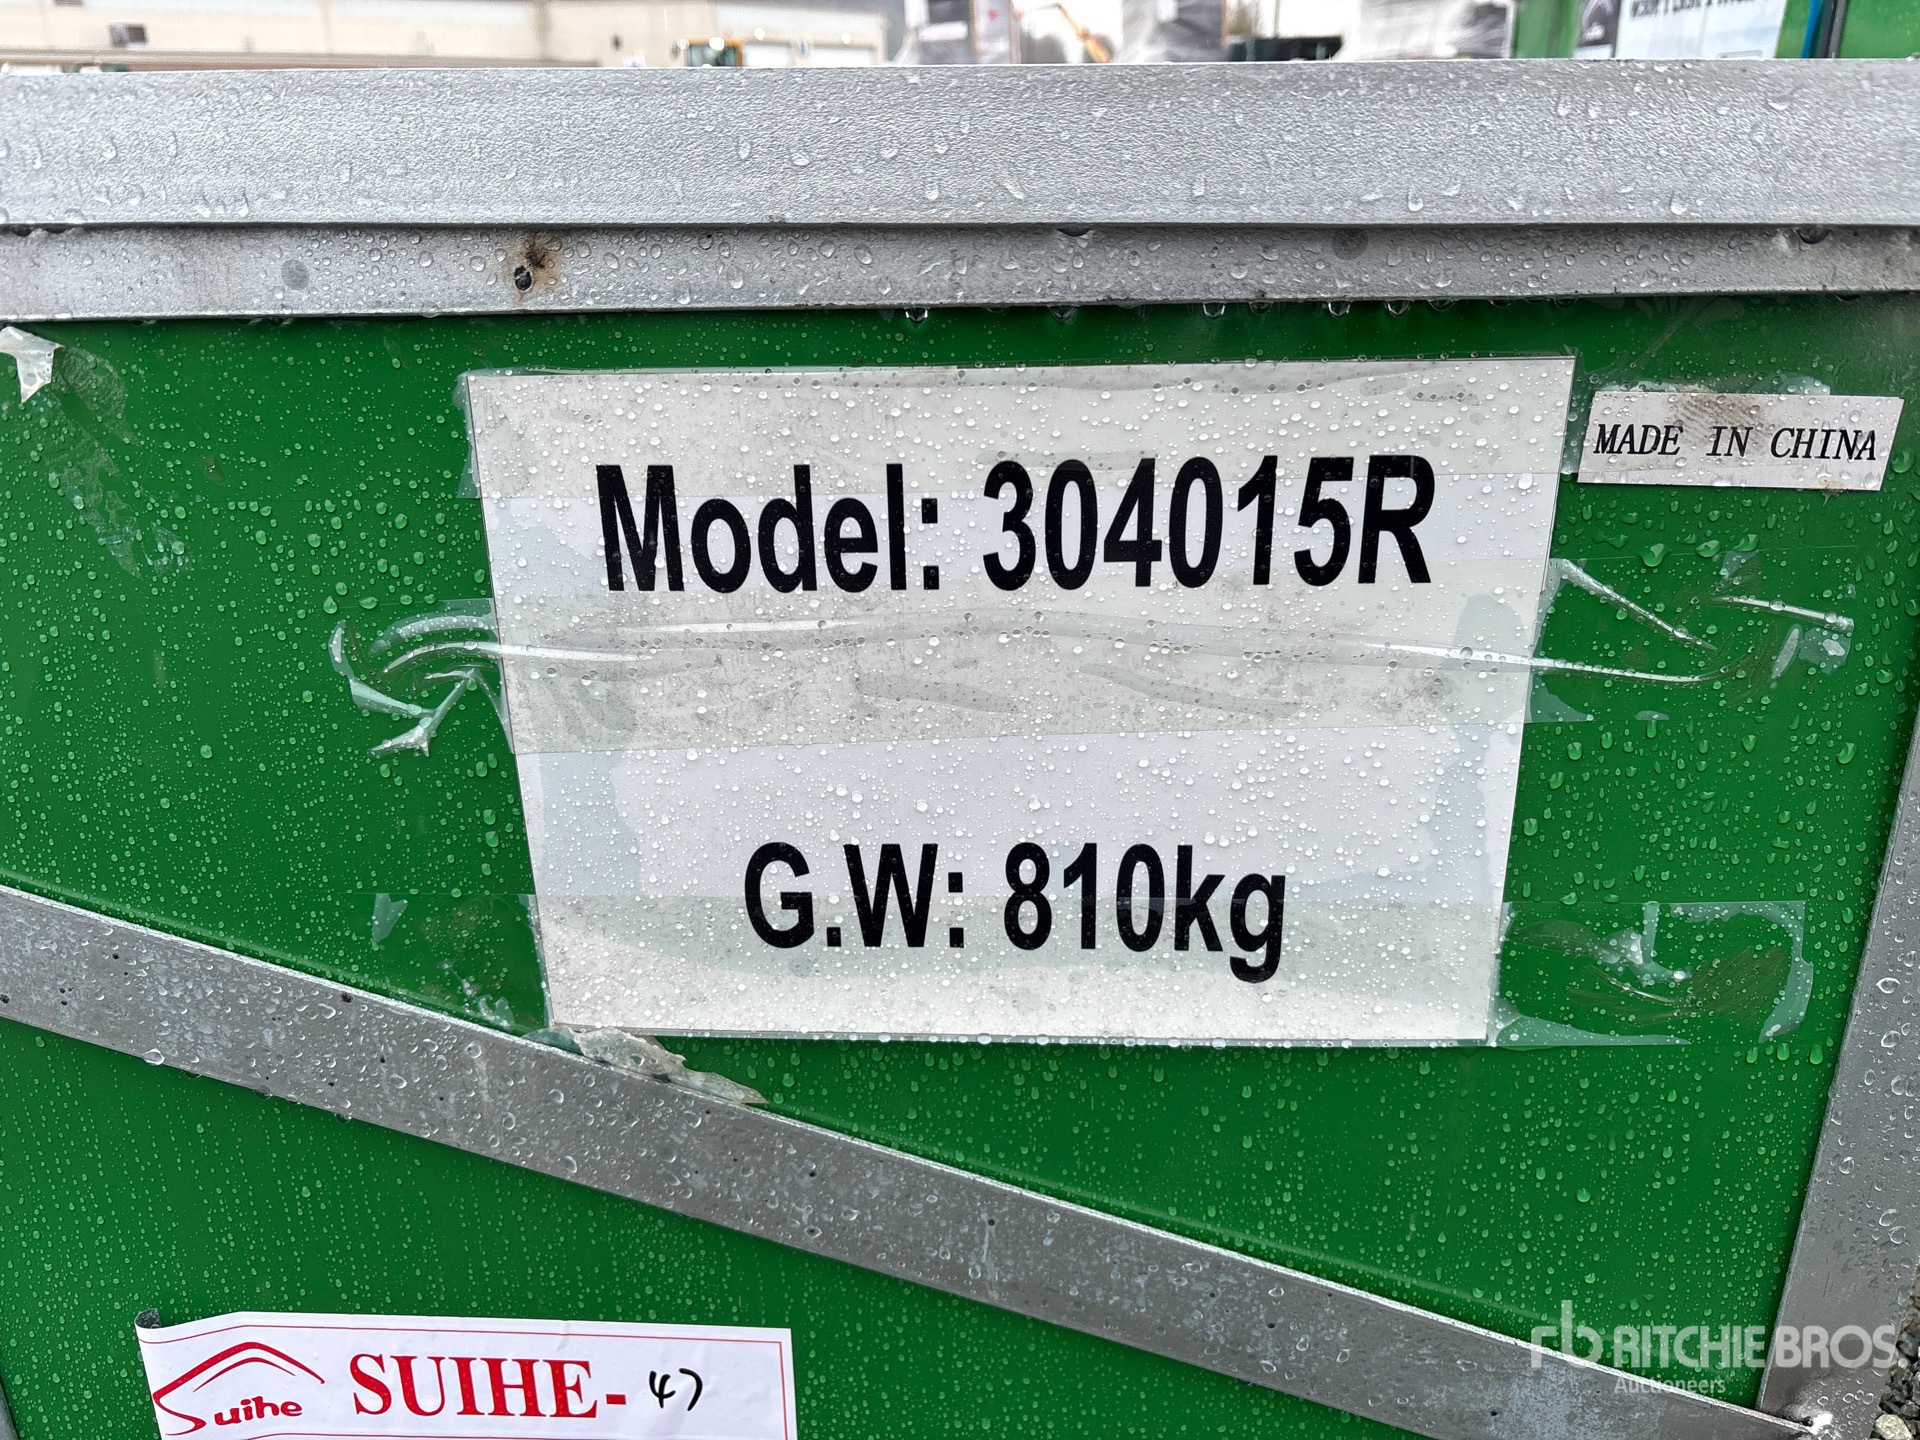 MADE IN CHINA
Model: 304015R
G.W: 810kg
Suihe
SUIHE-47
RITCHIE BROS.
Auctioneers